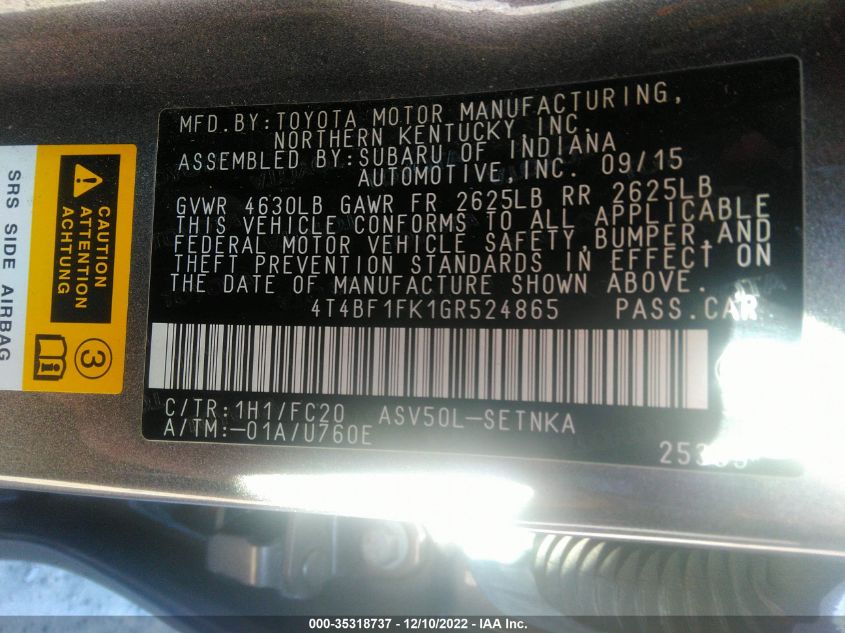 MFD.BY:TOYOTA MOTOR MANUFACTURING,
NORTHERN KENTUCKY,INC.
ASSEMBLED BY:SUBARU OF INDIANA
AUTOMOTIVE,INC. 09/15
GVWR 4630LB GAWR FR 2625LB RR 2625LB
THIS VEHICLE CONFORMS TO ALL APPLICABLE
FEDERAL MOTOR VEHICLE SAFETY,BUMPER,AND
THEFT PREVENTION STANDARDS IN EFFECT ON
THE DATE OF MANUFACTURE SHOWN ABOVE.
4T4BF1FK1GR524865 PASS.CAR
C/TR:1H1/FC20 ASV50L-SETNKA
A/TM:-01A/U760E
SRS SIDE AIRBAG
CAUTION
ATTENTION
ACHTUNG
3
000-35318737 - 12/10/2022 - IAA Inc.